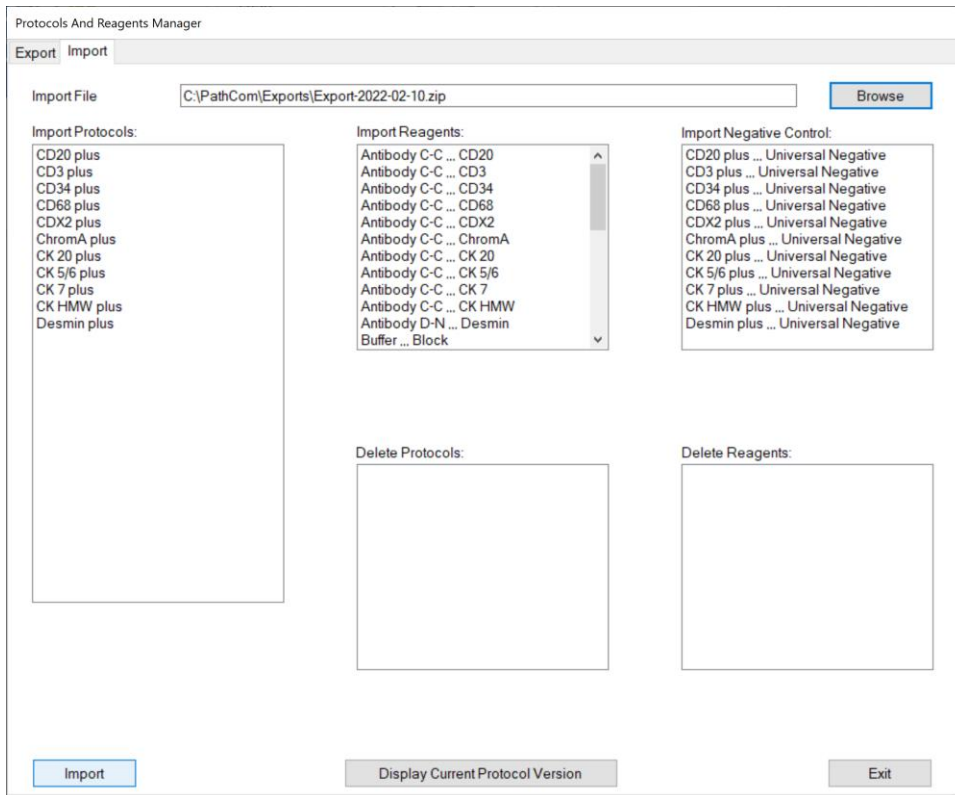 Protocols And Reagents Manager
Export Import
Import File C:\PathCom\Exports\Export-2022-02-10.zip Browse
Import Protocols:
CD20 plus
CD3 plus
CD34 plus
CD68 plus
CDX2 plus
ChromA plus
CK 20 plus
CK 5/6 plus
CK 7 plus
CK HMW plus
Desmin plus
Import Reagents:
Antibody C-C ... CD20
Antibody C-C ... CD3
Antibody C-C ... CD34
Antibody C-C ... CD68
Antibody C-C ... CDX2
Antibody C-C ... ChromA
Antibody C-C ... CK 20
Antibody C-C ... CK 5/6
Antibody C-C ... CK 7
Antibody C-C ... CK HMW
Antibody D-N ... Desmin
Buffer ... Block
Import Negative Control:
CD20 plus ... Universal Negative
CD3 plus ... Universal Negative
CD34 plus ... Universal Negative
CD68 plus ... Universal Negative
CDX2 plus ... Universal Negative
ChromA plus ... Universal Negative
CK 20 plus ... Universal Negative
CK 5/6 plus ... Universal Negative
CK 7 plus ... Universal Negative
CK HMW plus ... Universal Negative
Desmin plus ... Universal Negative
Delete Protocols:
Delete Reagents:
Import Display Current Protocol Version Exit